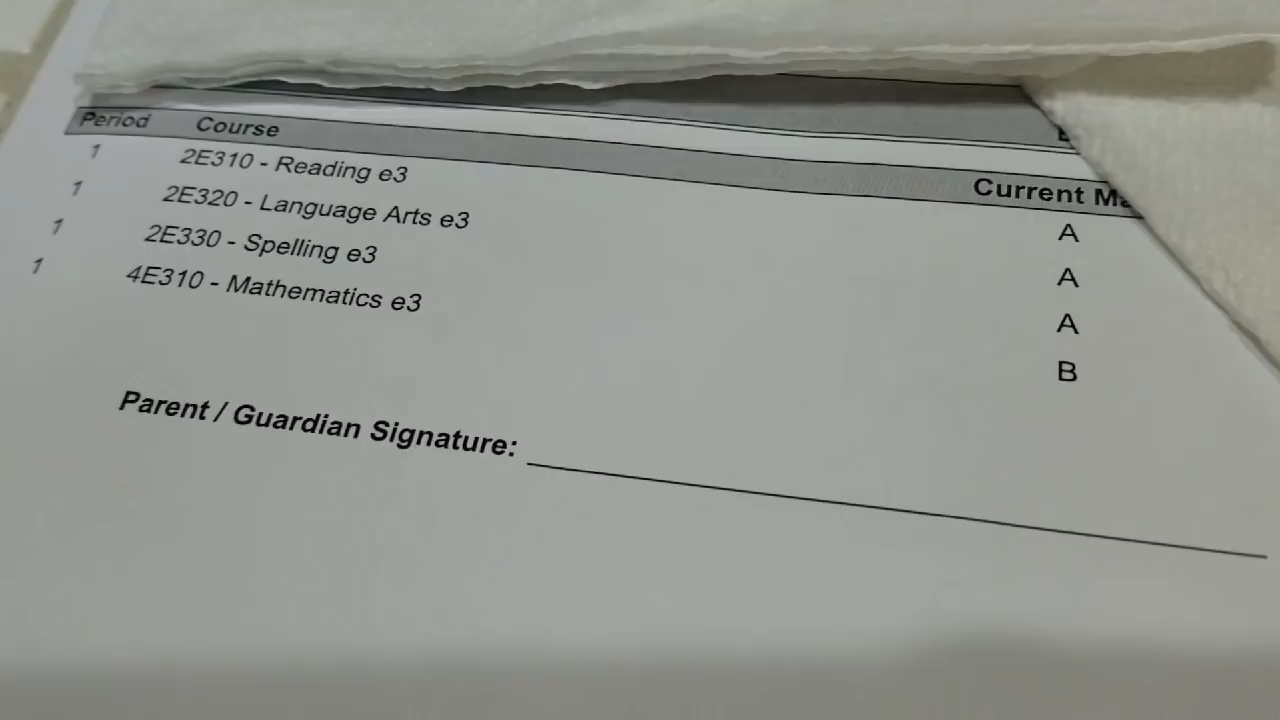 Period Course Current
1 2E310 - Reading e3 A
1 2E320 - Language Arts e3 A
1 2E330 - Spelling e3 A
1 4E310 - Mathematics e3 B
Parent / Guardian Signature: